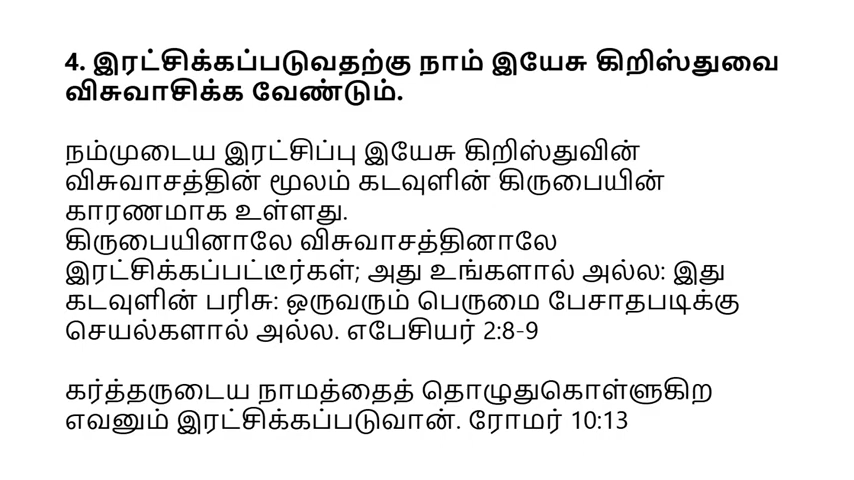 4. இரட்சிக்கப்படுவதற்கு நாம் இயேசு கிறிஸ்துவை
விசுவாசிக்க வேண்டும்.
நம்முடைய இரட்சிப்பு இயேசு கிறிஸ்துவின்
விசுவாசத்தின் மூலம் கடவுளின் கிருபையின்
காரணமாக உள்ளது.
கிருபையினாலே விசுவாசத்தினாலே
இரட்சிக்கப்பட்டீர்கள்; அது உங்களால் அல்ல: இது
கடவுளின் பரிசு: ஒருவரும் பெருமை பேசாதபடிக்கு
செயல்களால் அல்ல. எபேசியர் 2:8-9
கர்த்தருடைய நாமத்தைத் தொழுதுகொள்ளுகிற
எவனும் இரட்சிக்கப்படுவான். ரோமர் 10:13